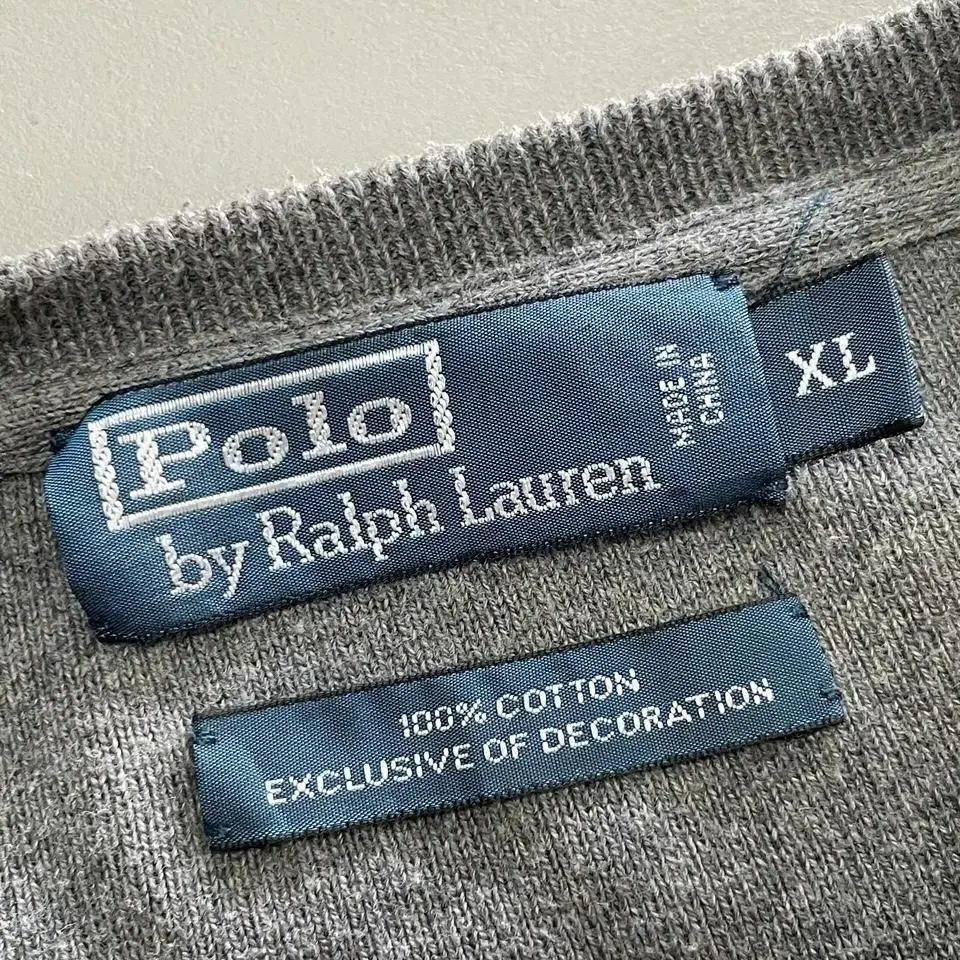 Polo
by Ralph Lauren
MADE IN
CHINA
XL
100% COTTON
EXCLUSIVE OF DECORATION